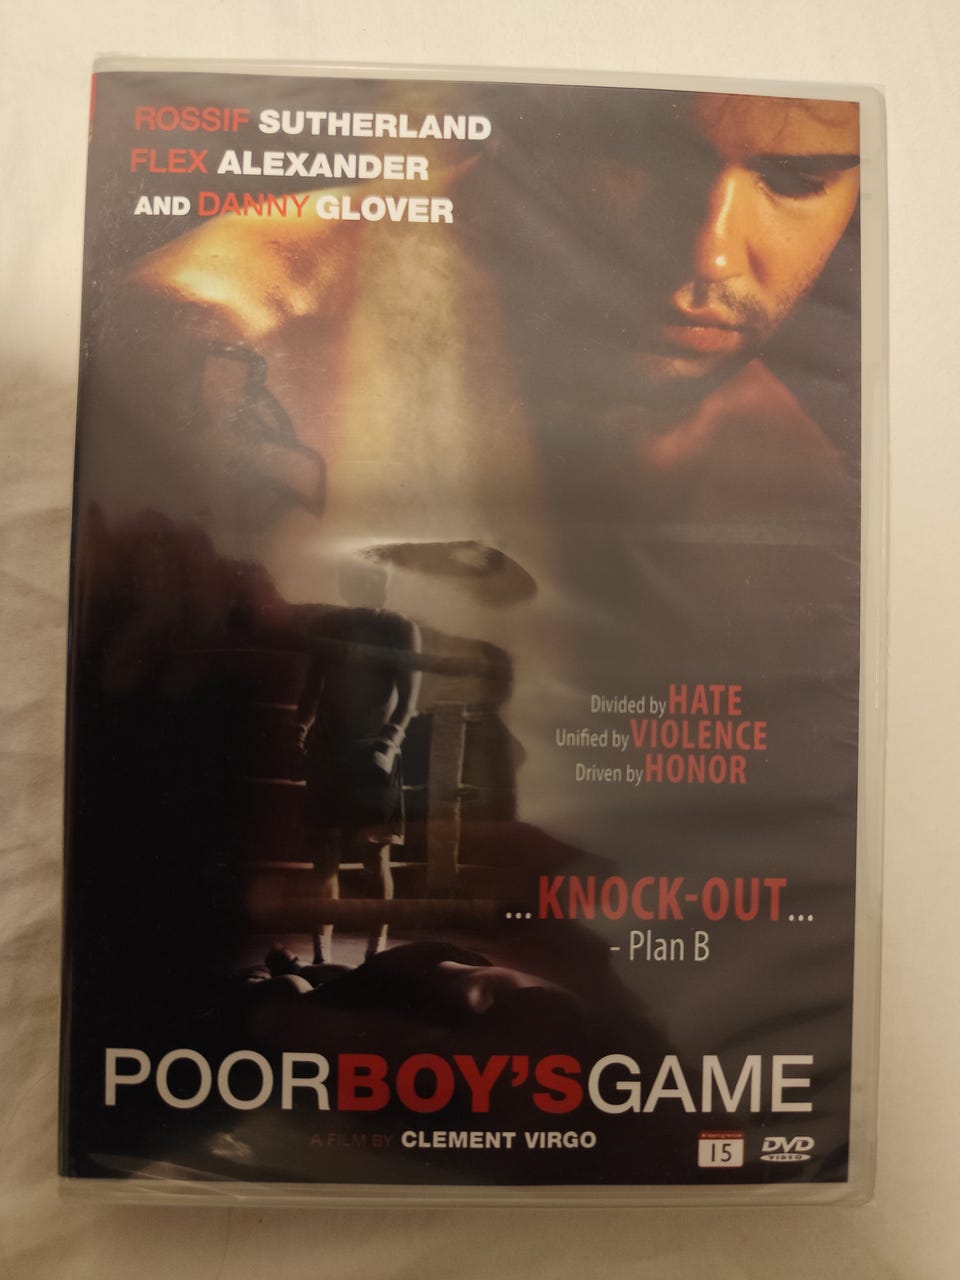 ROSSIF SUTHERLAND
FLEX ALEXANDER
AND DANNY GLOVER
Divided by HATE
Unified by VIOLENCE
Driven by HONOR
...KNOCK-OUT...
- Plan B
POORBOY'SGAME
A FILM BY CLEMENT VIRGO
15
DVD
VIDEO